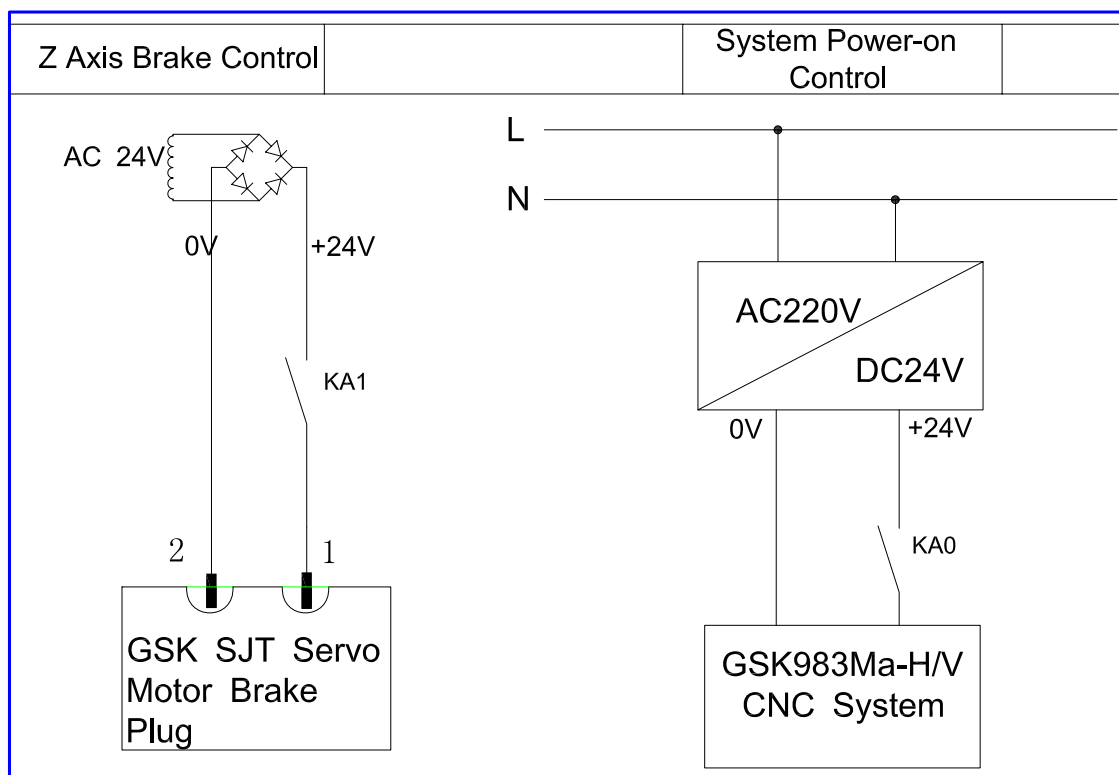 Z Axis Brake Control
System Power-on
Control
AC 24V
0V
+24V
KA1
2
1
GSK SJT Servo
Motor Brake
Plug
L
N
AC220V
DC24V
0V
+24V
KA0
GSK983Ma-H/V
CNC System